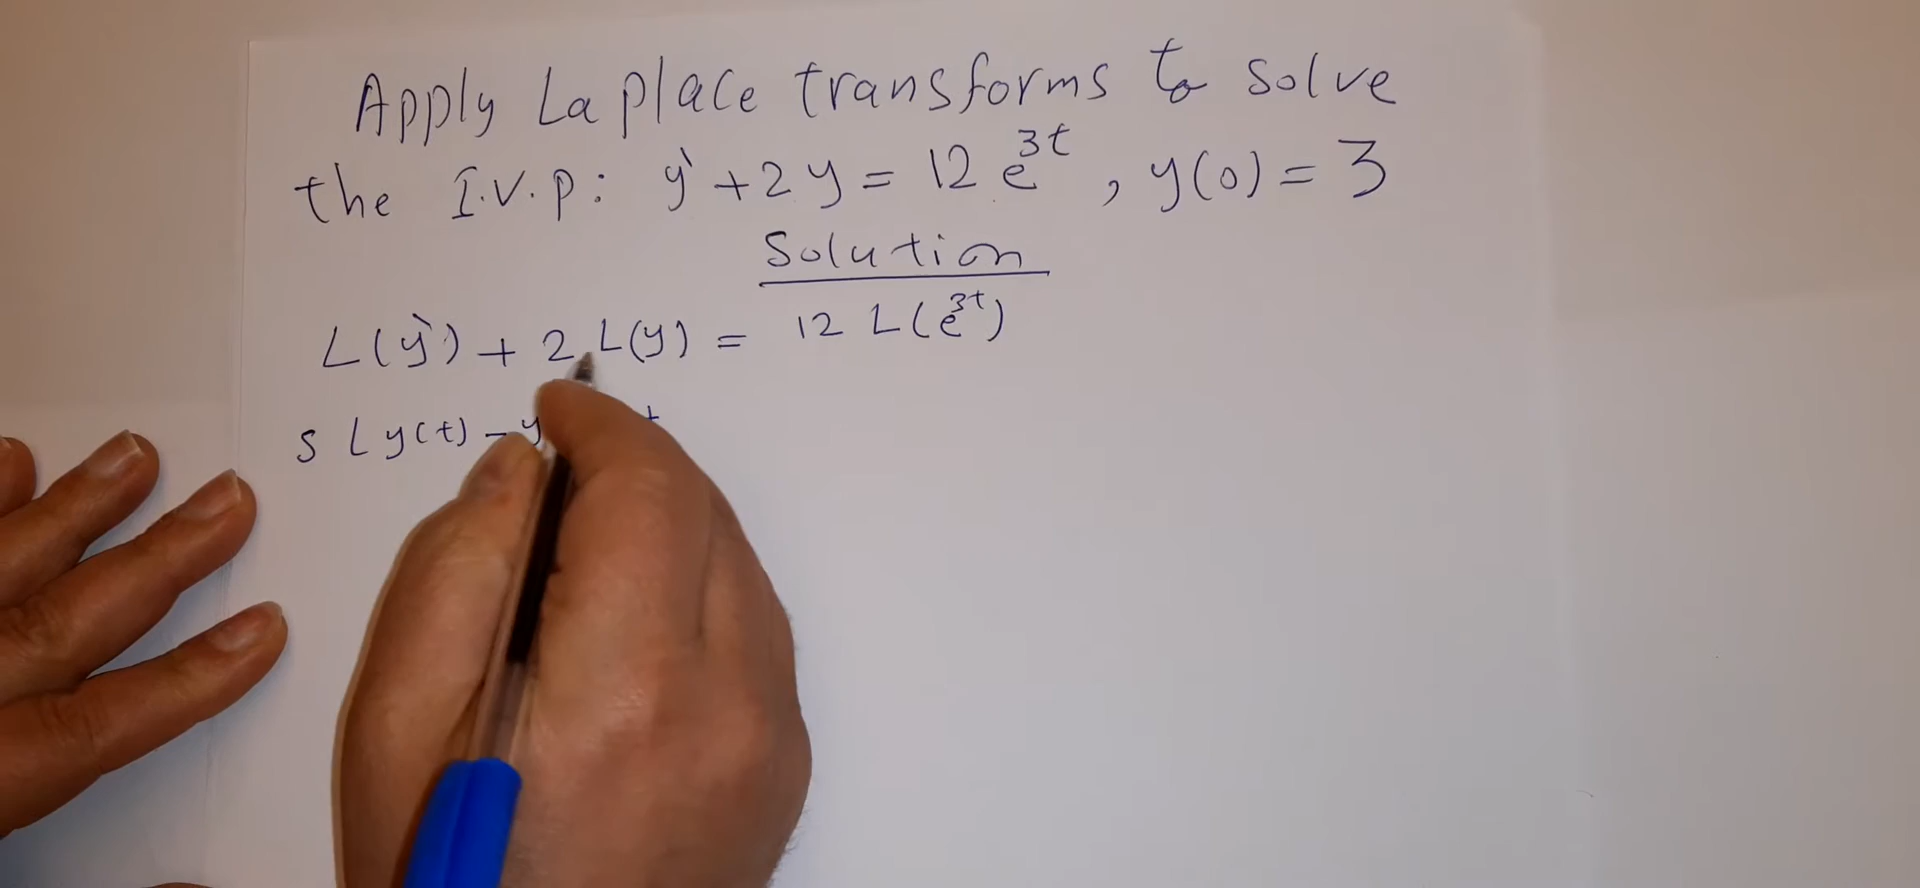 Apply Laplace transforms to solve
the I.V.P: y' + 2y = 12 e^3t , y(0) = 3
Solution
L(y') + 2 L(y) = 12 L(e^3t)
S L y(t) - y